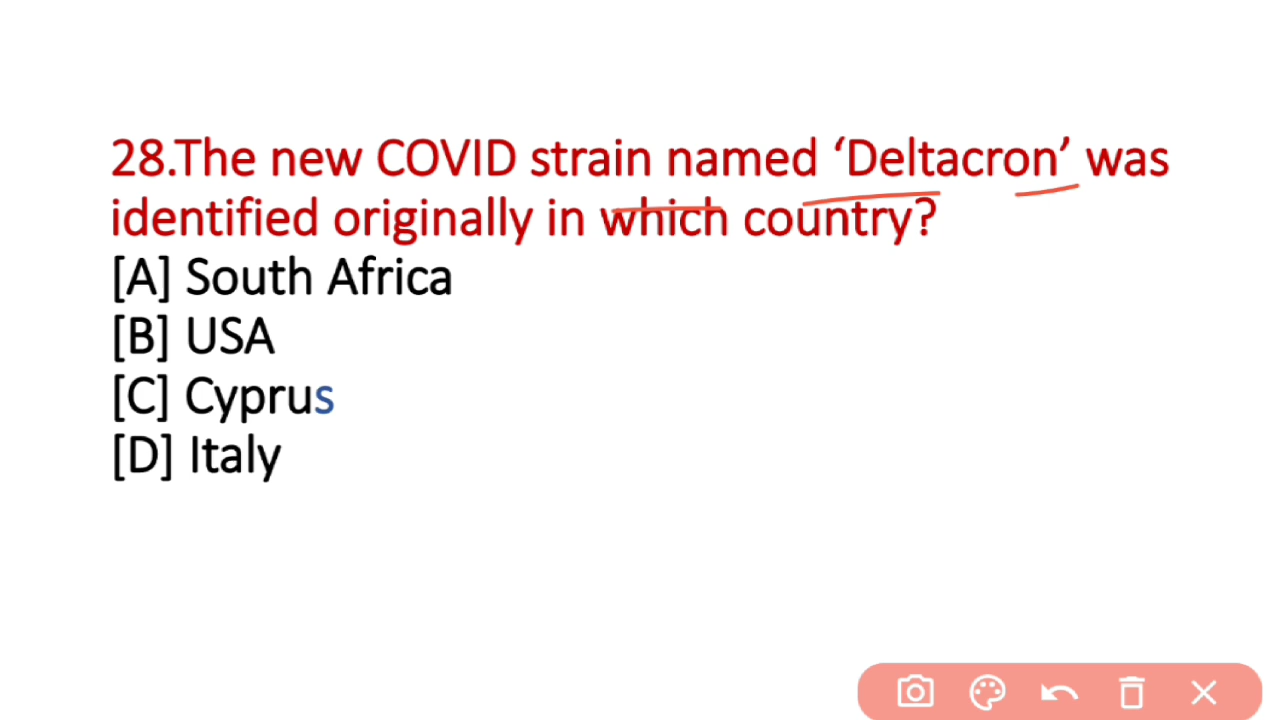 28.The new COVID strain named ‘Deltacron’ was
identified originally in which country?
[A] South Africa
[B] USA
[C] Cyprus
[D] Italy